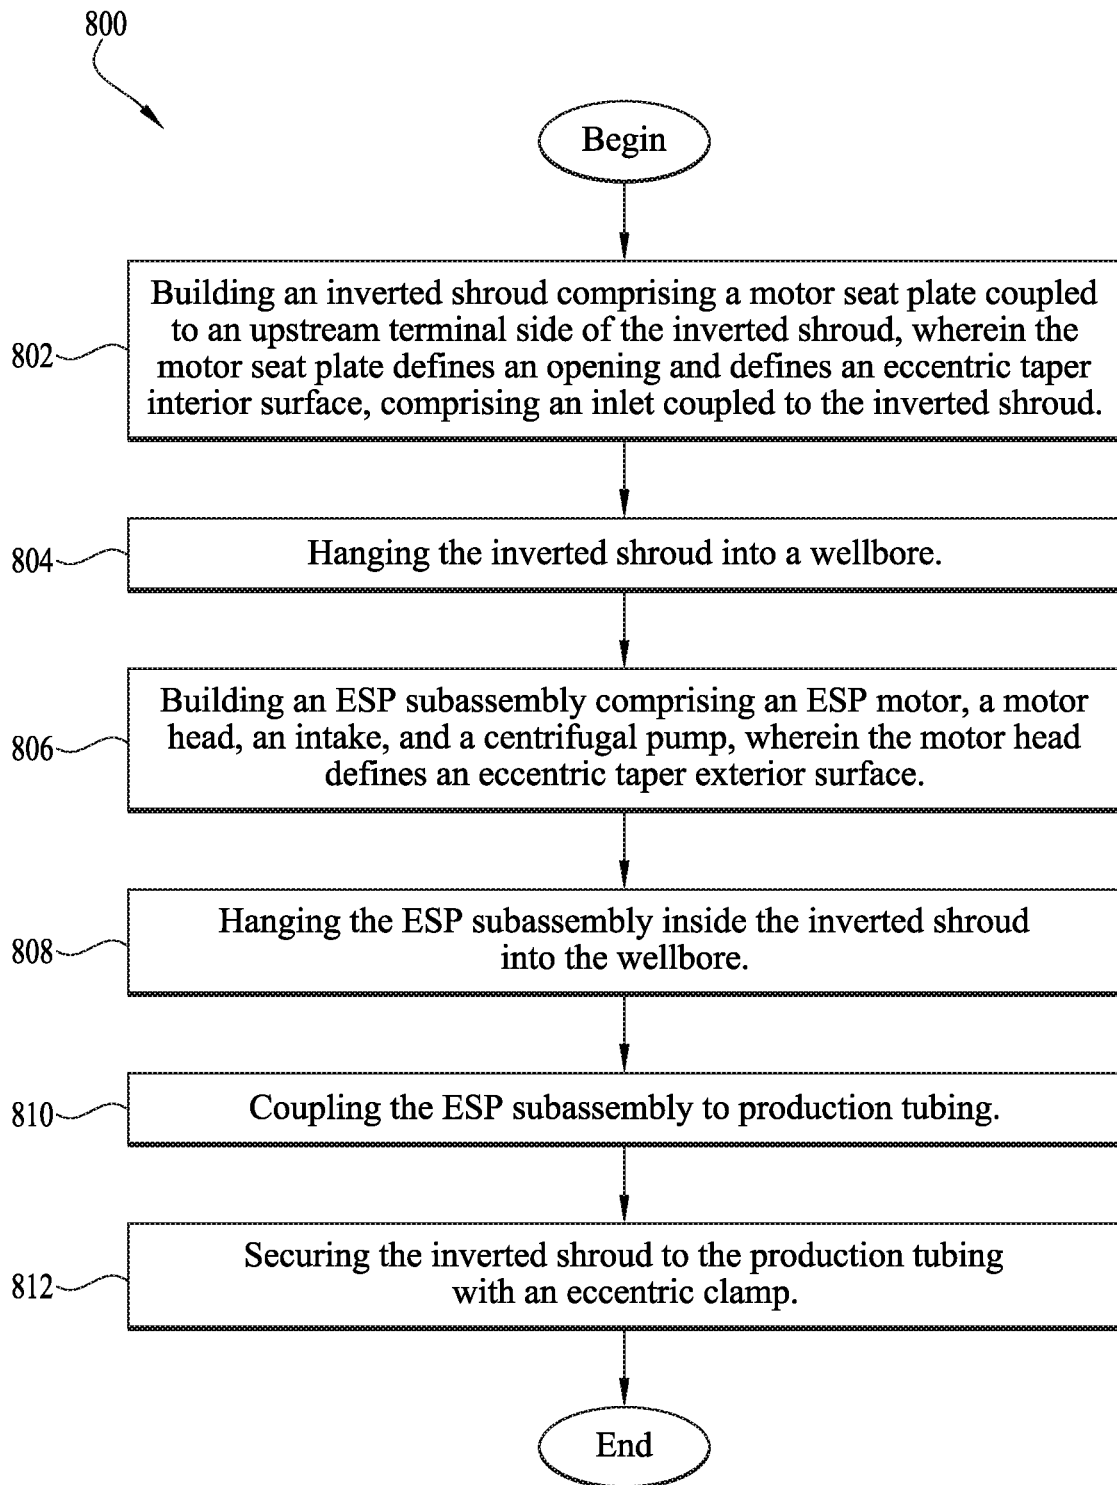 800
Begin
Building an inverted shroud comprising a motor seat plate coupled
to an upstream terminal side of the inverted shroud, wherein the
802
motor seat plate defines an opening and defines an eccentric taper
interior surface, comprising an inlet coupled to the inverted shroud.
804
Hanging the inverted shroud into a wellbore.
Building an ESP subassembly comprising an ESP motor, a motor
806
head, an intake, and a centrifugal pump, wherein the motor head
defines an eccentric taper exterior surface.
Hanging the ESP subassembly inside the inverted shroud
808
into the wellbore.
810
Coupling the ESP subassembly to production tubing.
Securing the inverted shroud to the production tubing
812
with an eccentric clamp.
End